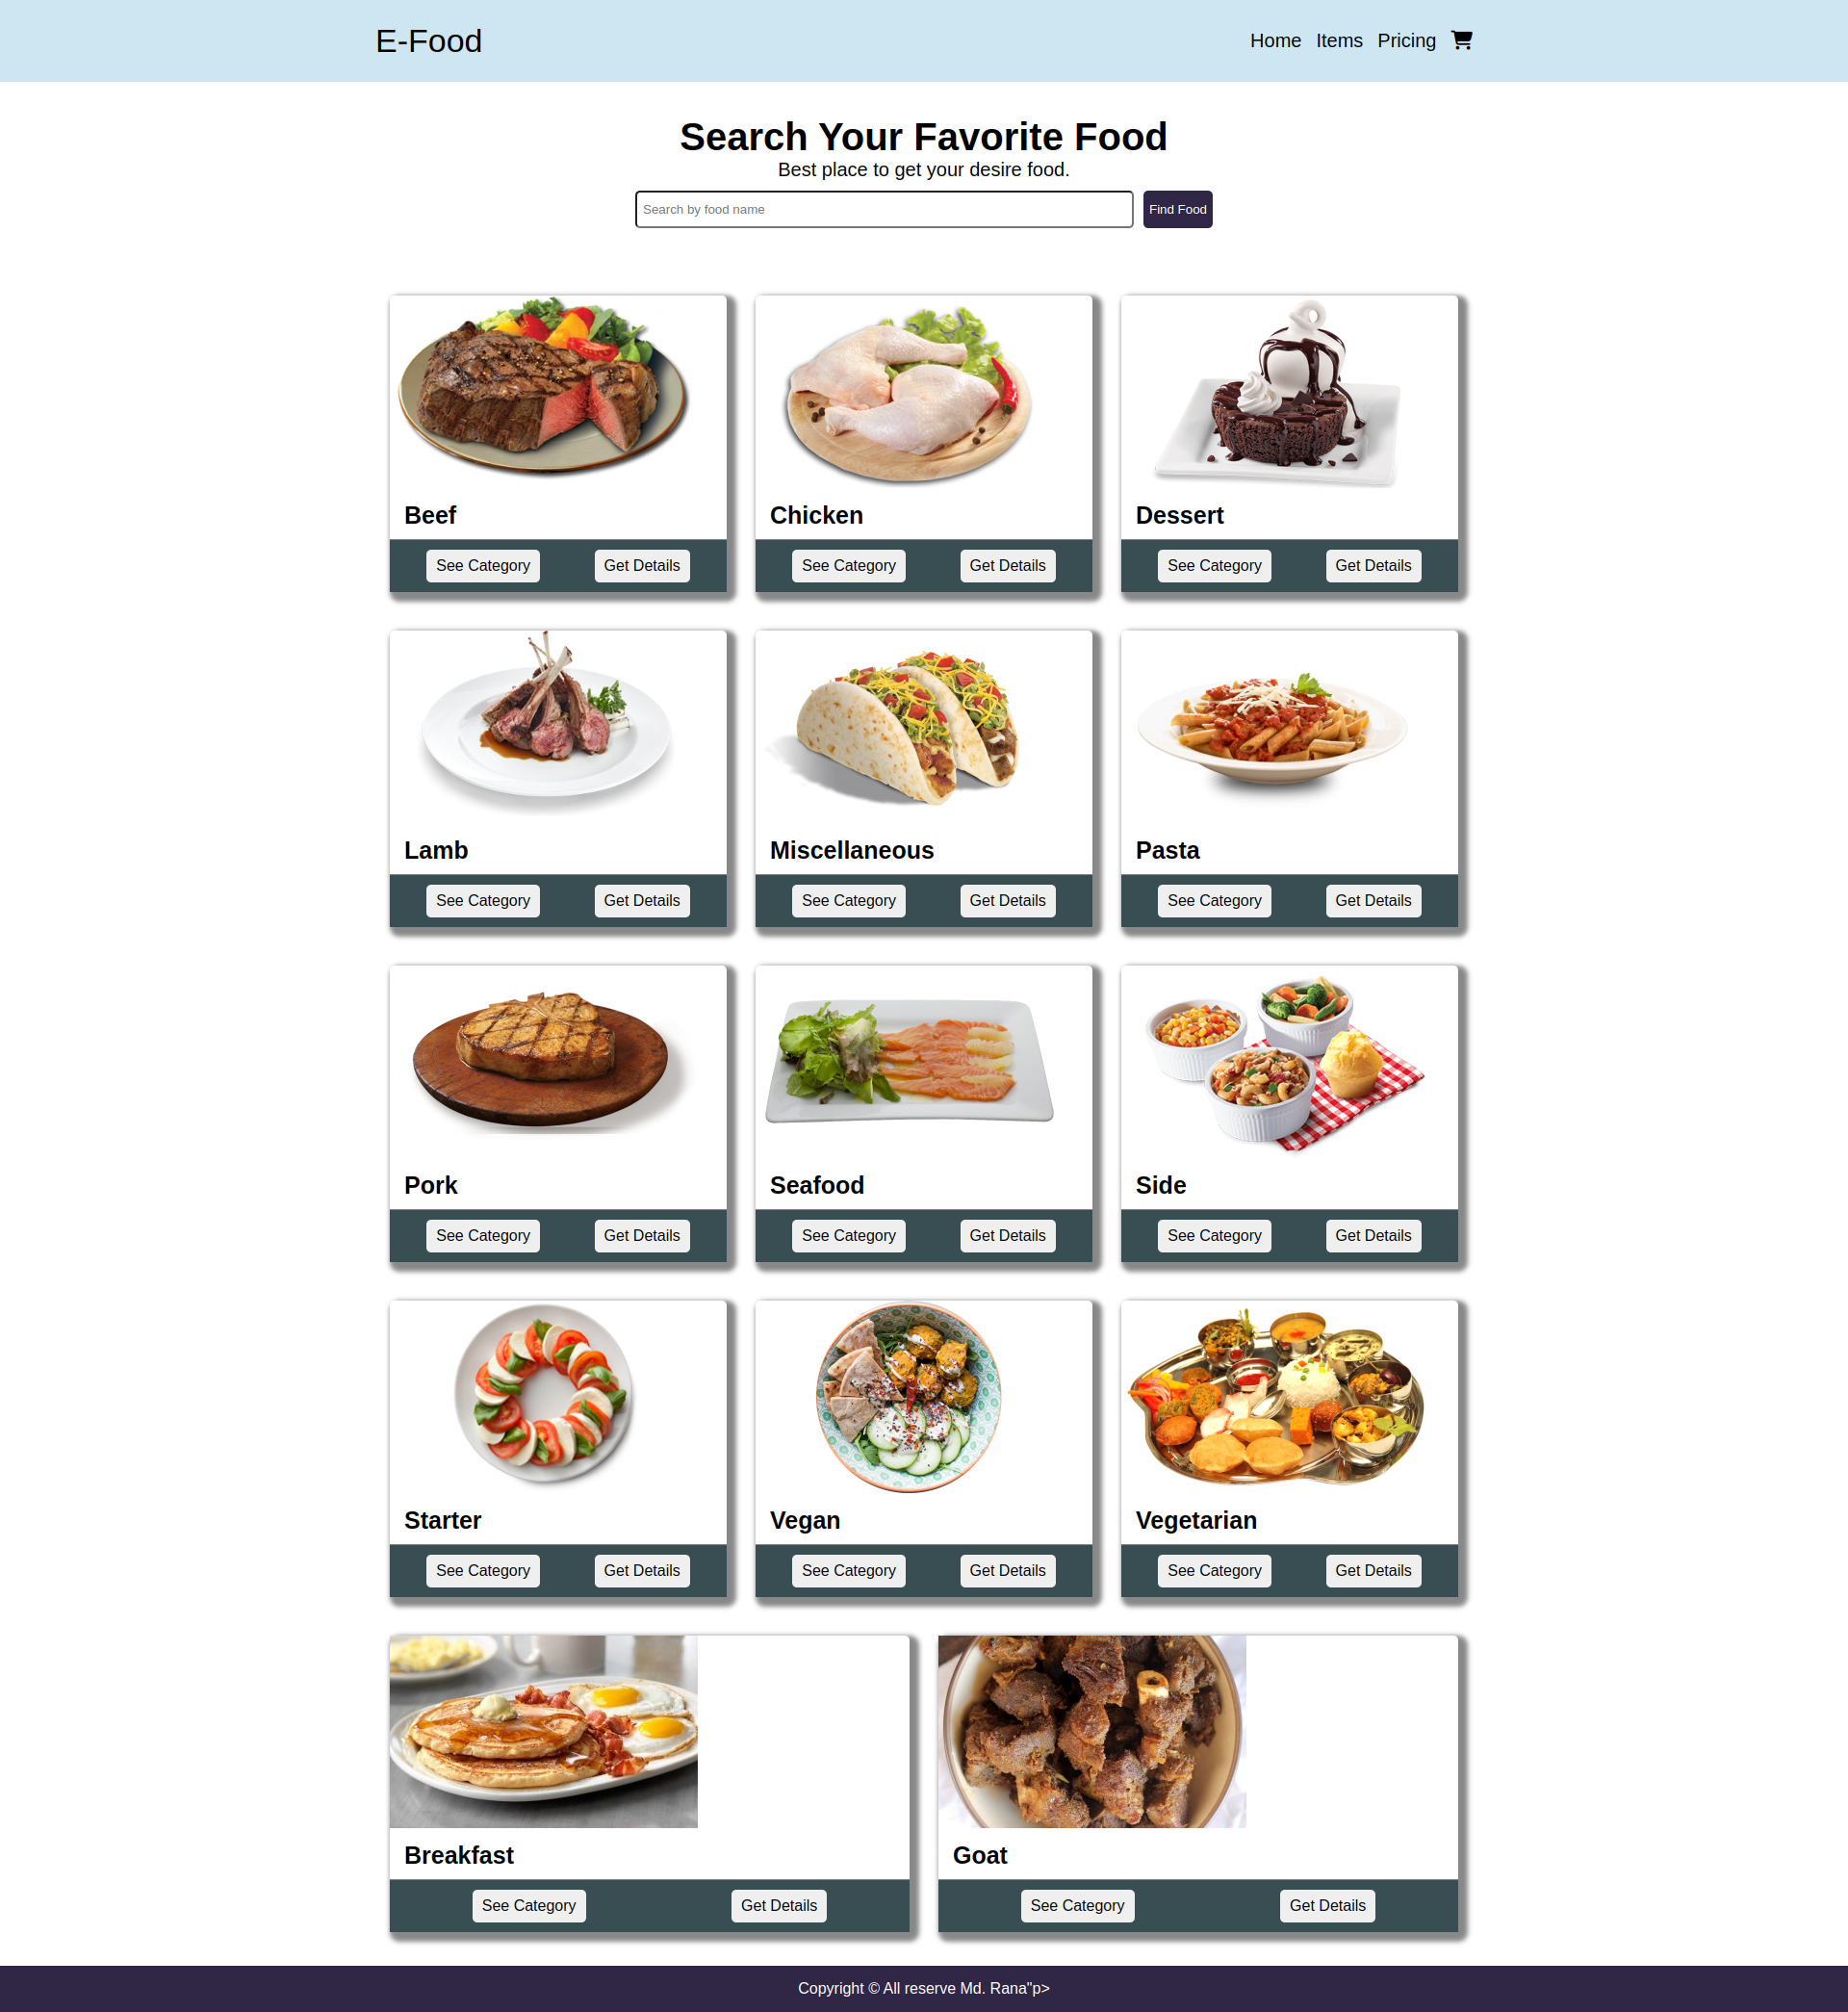 E-Food
Home Items Pricing
Search Your Favorite Food
Best place to get your desire food.
Search by food name Find Food
Beef Chicken Dessert
See Category Get Details See Category Get Details See Category Get Details
Lamb Miscellaneous Pasta
See Category Get Details See Category Get Details See Category Get Details
Pork Seafood Side
See Category Get Details See Category Get Details See Category Get Details
Starter Vegan Vegetarian
See Category Get Details See Category Get Details See Category Get Details
Breakfast Goat
See Category Get Details See Category Get Details
Copyright © All reserve Md. Rana"p>